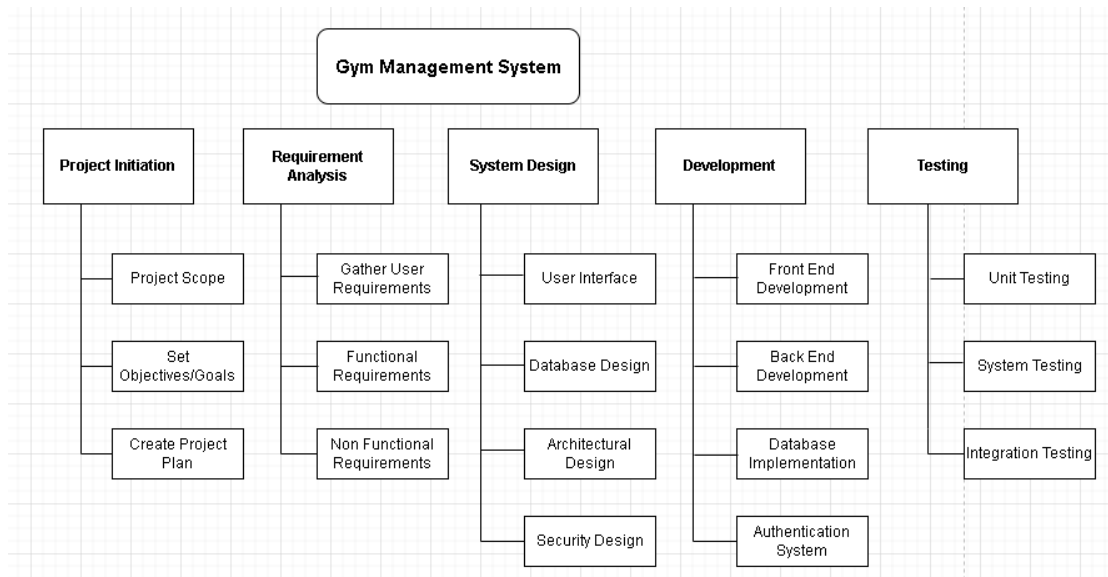 Gym Management System
Project Initiation
Requirement
Analysis
System Design
Development
Testing
Project Scope
Gather User
Requirements
User Interface
Front End
Development
Unit Testing
Set
Objectives/Goals
Functional
Requirements
Database Design
Back End
Development
System Testing
Create Project
Plan
Non Functional
Requirements
Architectural
Design
Database
Implementation
Integration Testing
Security Design
Authentication
System